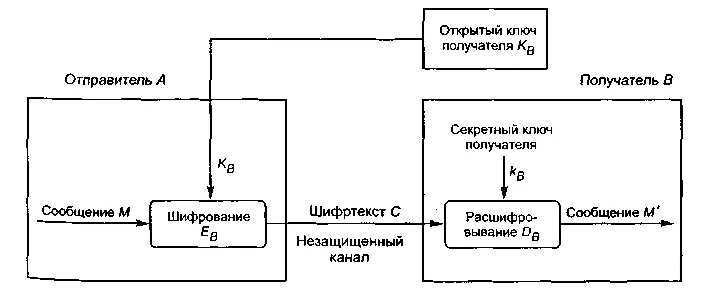 Открытый ключ
получателя K_B
Отправитель A
Получатель B
Секретный ключ
получателя
K_B
k_B
Сообщение M
Шифрование
E_B
Шифртекст C
Незащищенный
канал
Расшифро-
вывание D_B
Сообщение M'